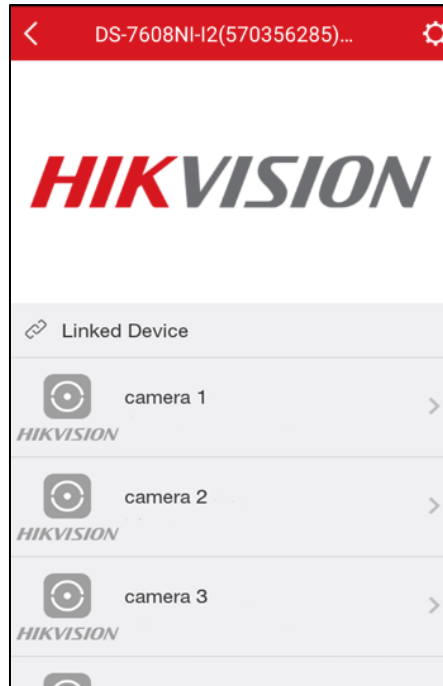 DS-7608NI-I2(570356285)...
HIKVISION
Linked Device
camera 1
HIKVISION
camera 2
HIKVISION
camera 3
HIKVISION